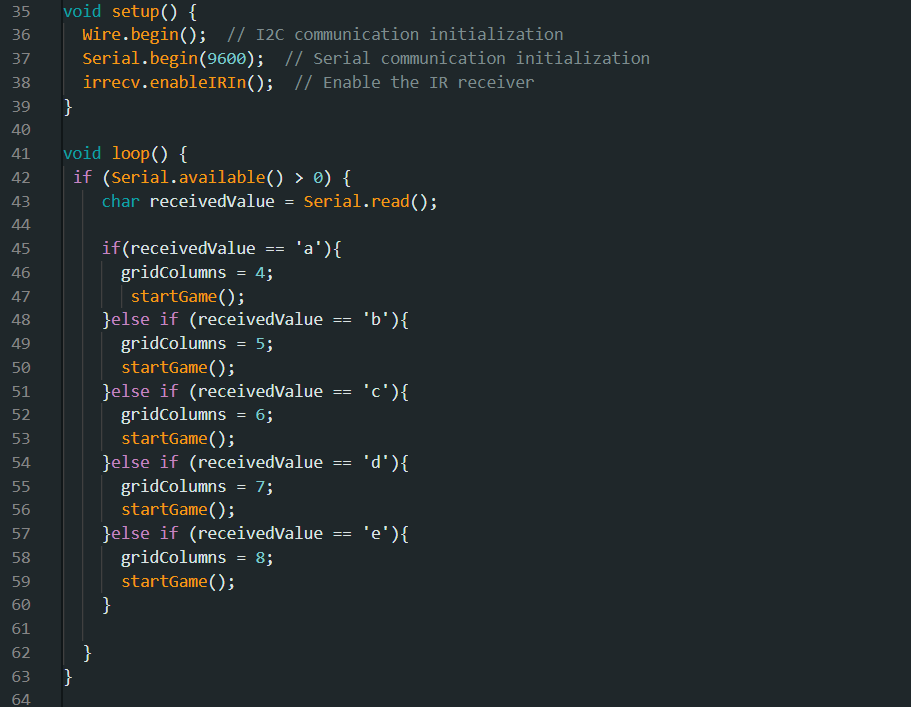 35 void setup() {
36   Wire.begin();  // I2C communication initialization
37   Serial.begin(9600);  // Serial communication initialization
38   irrecv.enableIRIn();  // Enable the IR receiver
39 }
40
41 void loop() {
42  if (Serial.available() > 0) {
43     char receivedValue = Serial.read();
44
45     if(receivedValue == 'a'){
46       gridColumns = 4;
47        startGame();
48     }else if (receivedValue == 'b'){
49       gridColumns = 5;
50       startGame();
51     }else if (receivedValue == 'c'){
52       gridColumns = 6;
53       startGame();
54     }else if (receivedValue == 'd'){
55       gridColumns = 7;
56       startGame();
57     }else if (receivedValue == 'e'){
58       gridColumns = 8;
59       startGame();
60     }
61
62   }
63 }
64